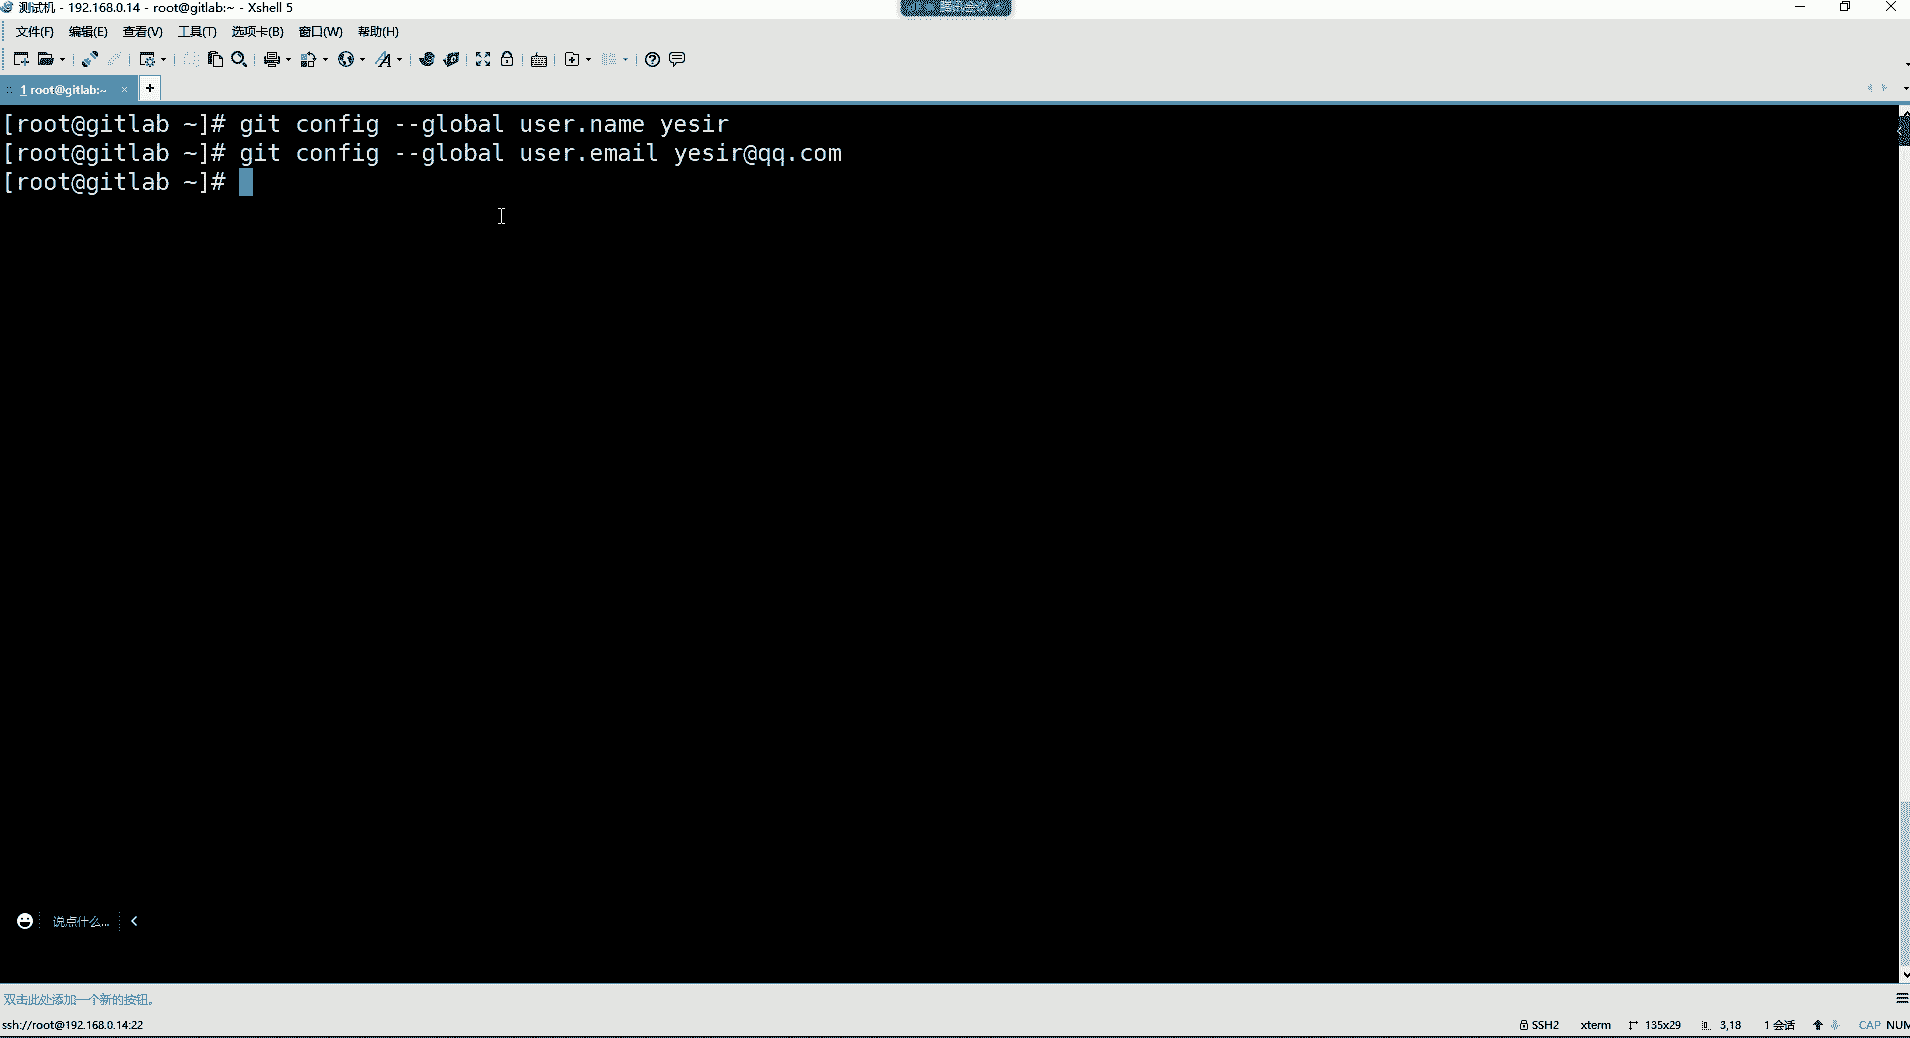 测试机 - 192.168.0.14 - root@gitlab:~ - Xshell 5
腾讯会议
文件(F) 编辑(E) 查看(V) 工具(T) 选项卡(B) 窗口(W) 帮助(H)
1 root@gitlab:~ × +
[root@gitlab ~]# git config --global user.name yesir
[root@gitlab ~]# git config --global user.email yesir@qq.com
[root@gitlab ~]#
说点什么...
双击此处添加一个新的按钮。
ssh://root@192.168.0.14:22 SSH2 xterm 135x29 3,18 1 会话 CAP NUM